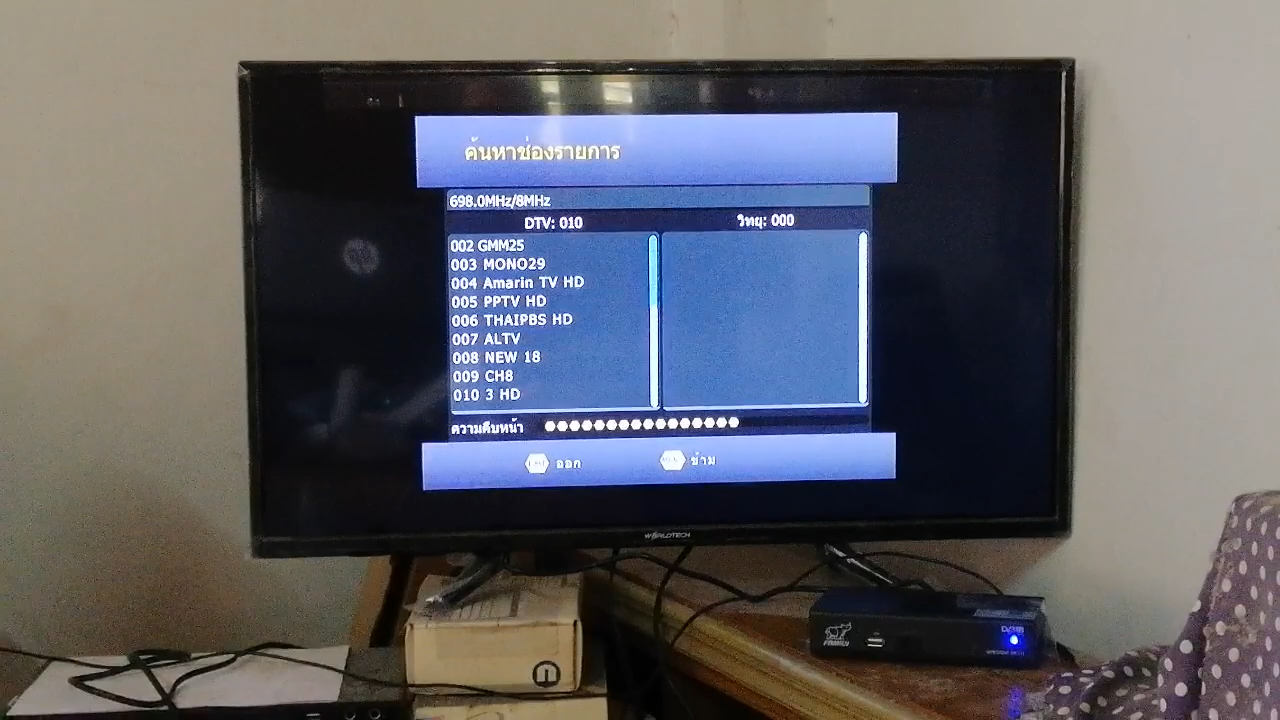 ค้นหาช่องรายการ
698.0MHz/8MHz
DTV: 010
วิทยุ: 000
002 GMM25
003 MONO29
004 Amarin TV HD
005 PPTV HD
006 THAIPBS HD
007 ALTV
008 NEW 18
009 CH8
010 3 HD
ความคืบหน้า
ออก
ข้าม
WORLDTECH
FAMILY